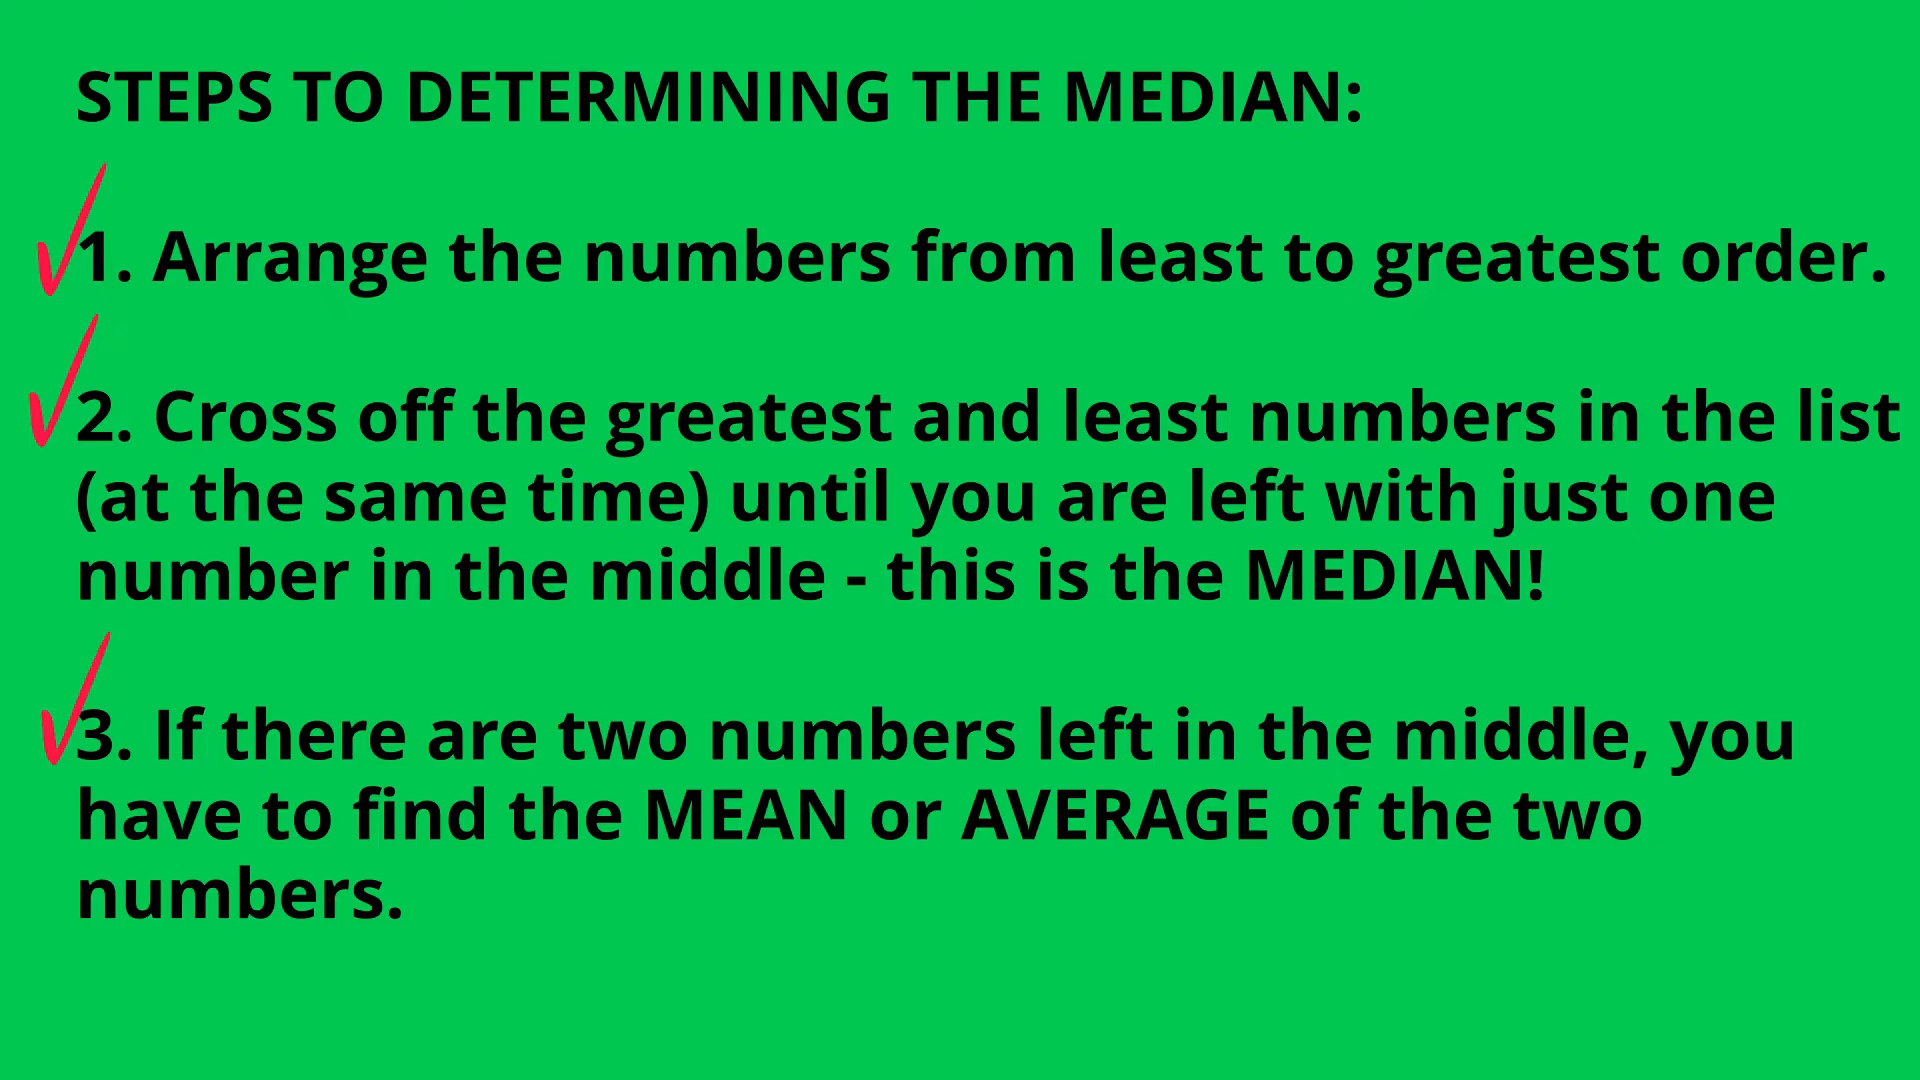 STEPS TO DETERMINING THE MEDIAN:
1. Arrange the numbers from least to greatest order.
2. Cross off the greatest and least numbers in the list
(at the same time) until you are left with just one
number in the middle - this is the MEDIAN!
3. If there are two numbers left in the middle, you
have to find the MEAN or AVERAGE of the two
numbers.